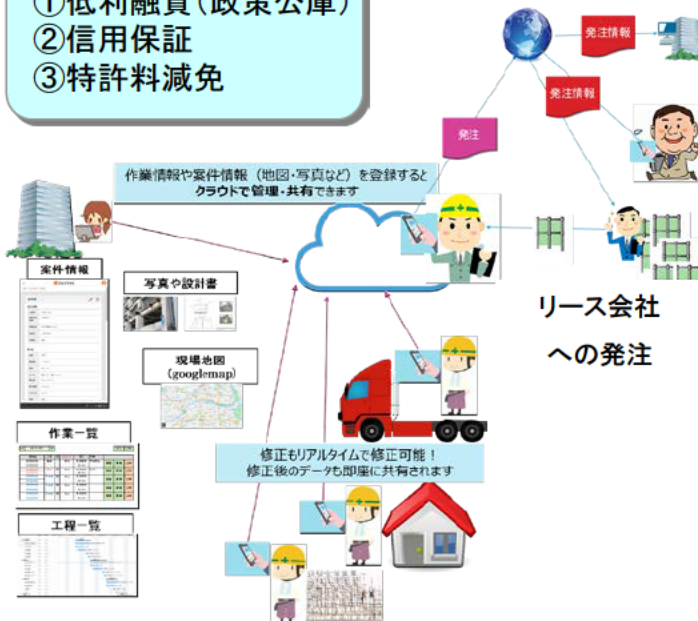 ①低利融資(政策公庫)
②信用保証
③特許料減免
発注情報
発注情報
発注
作業情報や案件情報(地図・写真など)を登録すると
クラウドで管理・共有できます
案件情報
写真や設計書
現場地図
(googlemap)
リース会社
への発注
作業一覧
修正もリアルタイムで修正可能!
修正後のデータも即座に共有されます
工程一覧